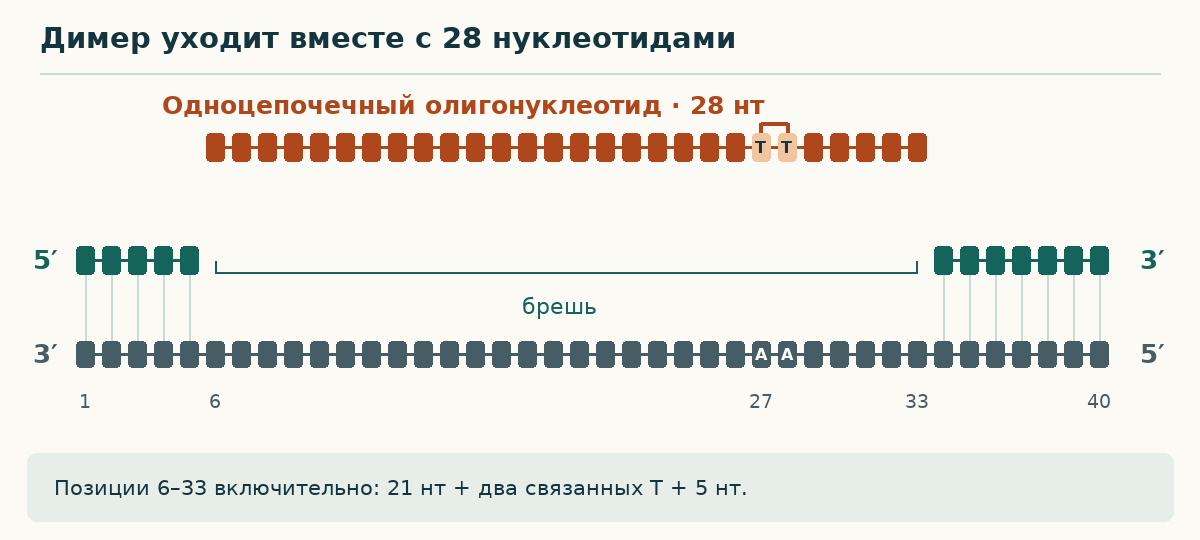 Димер уходит вместе с 28 нуклеотидами
Одноцепочечный олигонуклеотид · 28 нт
T T
5′ 3′
брешь
3′ A A 5′
1 6 27 33 40
Позиции 6–33 включительно: 21 нт + два связанных T + 5 нт.